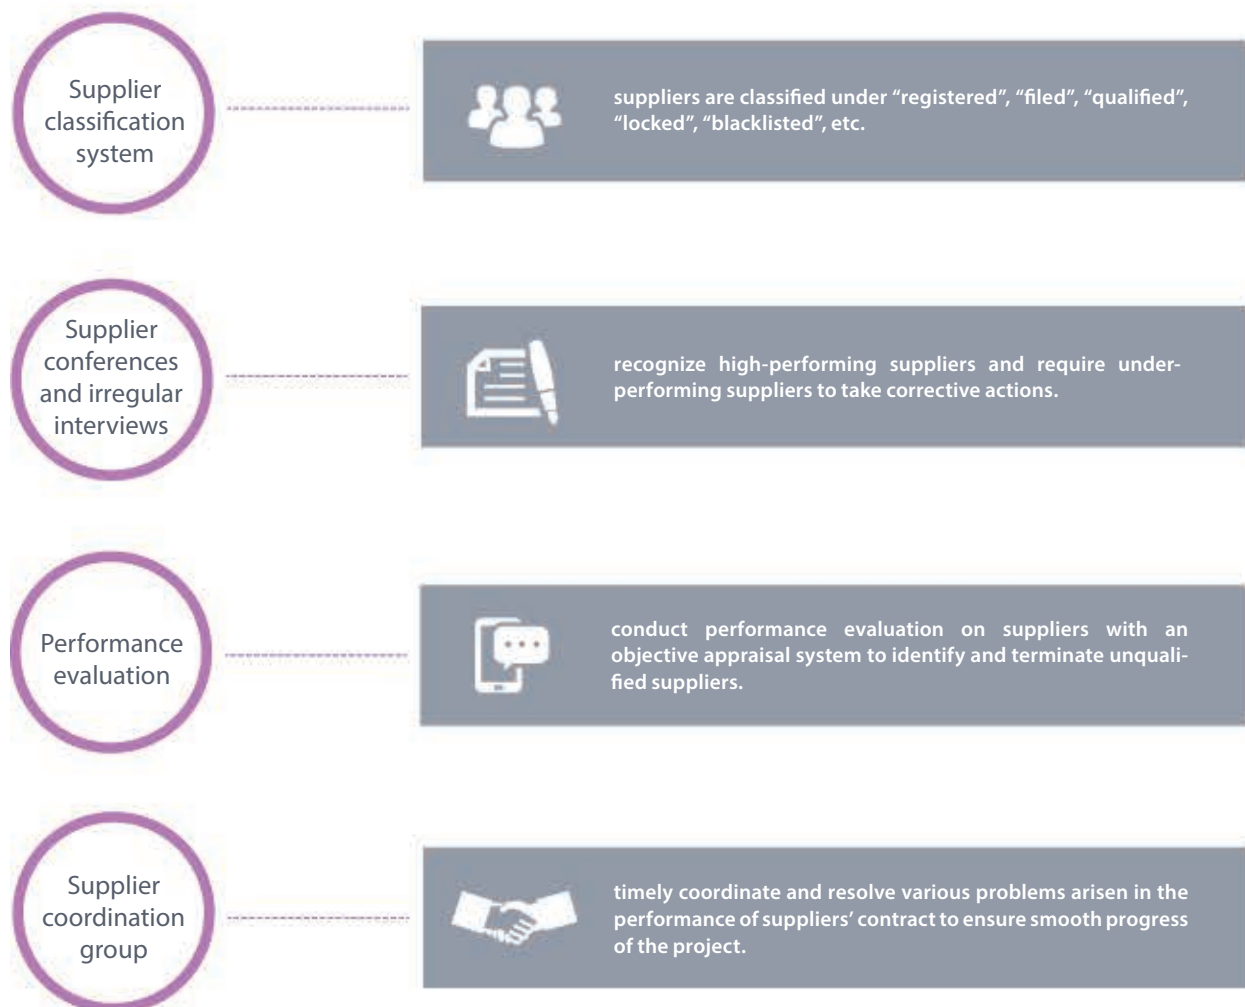 Supplier
classification
system
suppliers are classified under “registered”, “filed”, “qualified”,
“locked”, “blacklisted”, etc.
Supplier
conferences
and irregular
interviews
recognize high-performing suppliers and require under-
performing suppliers to take corrective actions.
Performance
evaluation
conduct performance evaluation on suppliers with an
objective appraisal system to identify and terminate unquali-
fied suppliers.
Supplier
coordination
group
timely coordinate and resolve various problems arisen in the
performance of suppliers’ contract to ensure smooth progress
of the project.